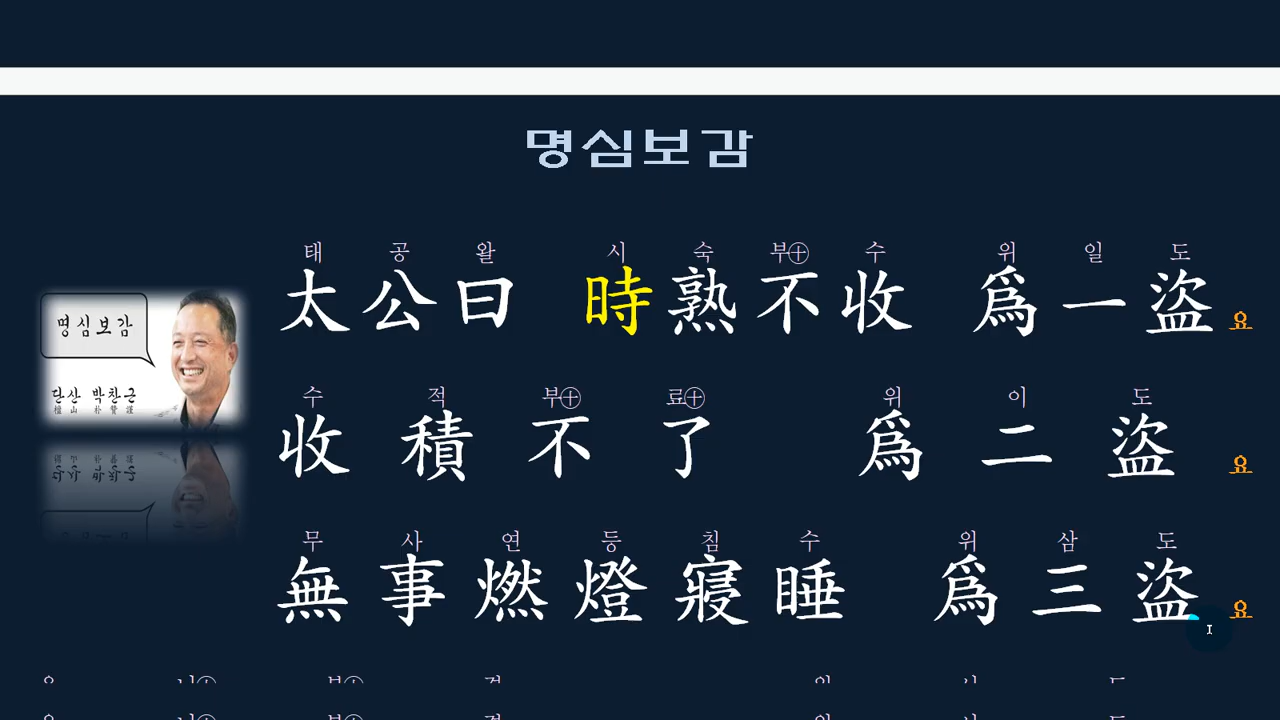 명심보감
태 공 왈 시 숙 부㊉ 수 위 일 도
太公曰 時熟不收 爲一盜 요
명심보감
단산 박찬근
수 적 부㊉ 료㊉ 위 이 도
收積不了 爲二盜 요
무 사 연 등 침 수 위 삼 도
無事燃燈寢睡 爲三盜 요